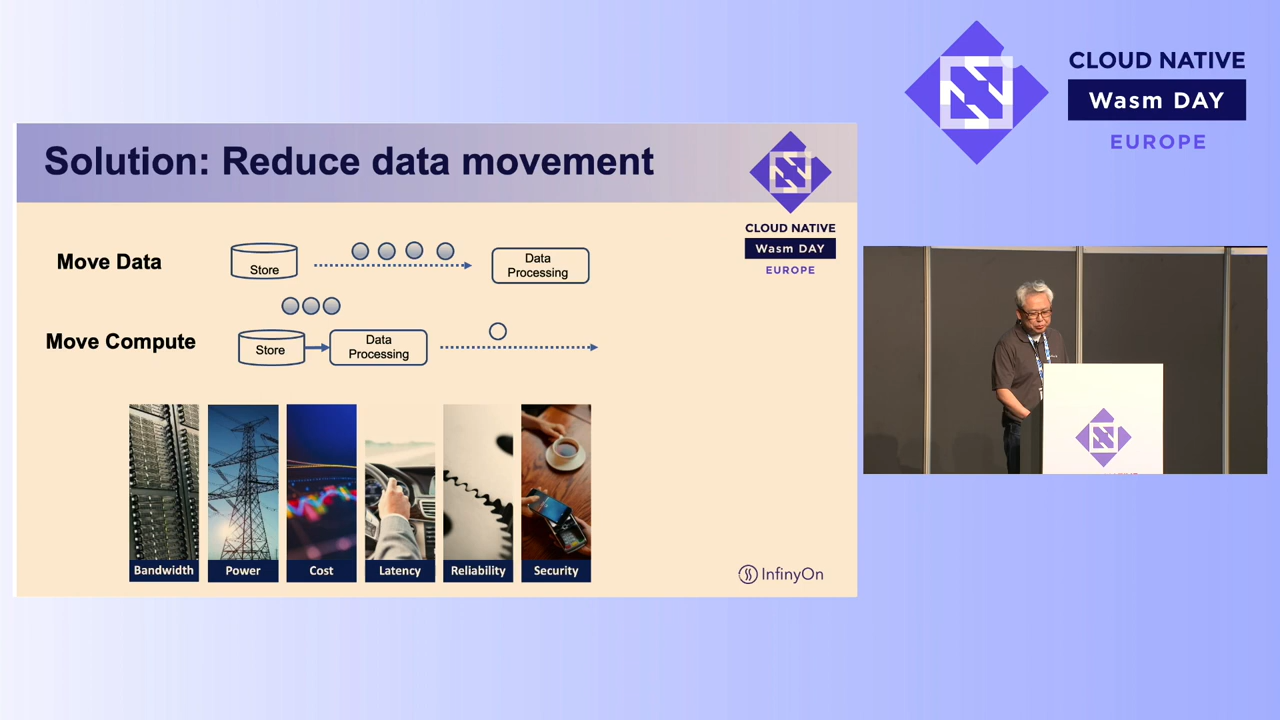 CLOUD NATIVE
Wasm DAY
EUROPE
Solution: Reduce data movement
CLOUD NATIVE
Wasm DAY
EUROPE
Move Data
Store
Data
Processing
Move Compute
Store
Data
Processing
Bandwidth
Power
Cost
Latency
Reliability
Security
InfinyOn